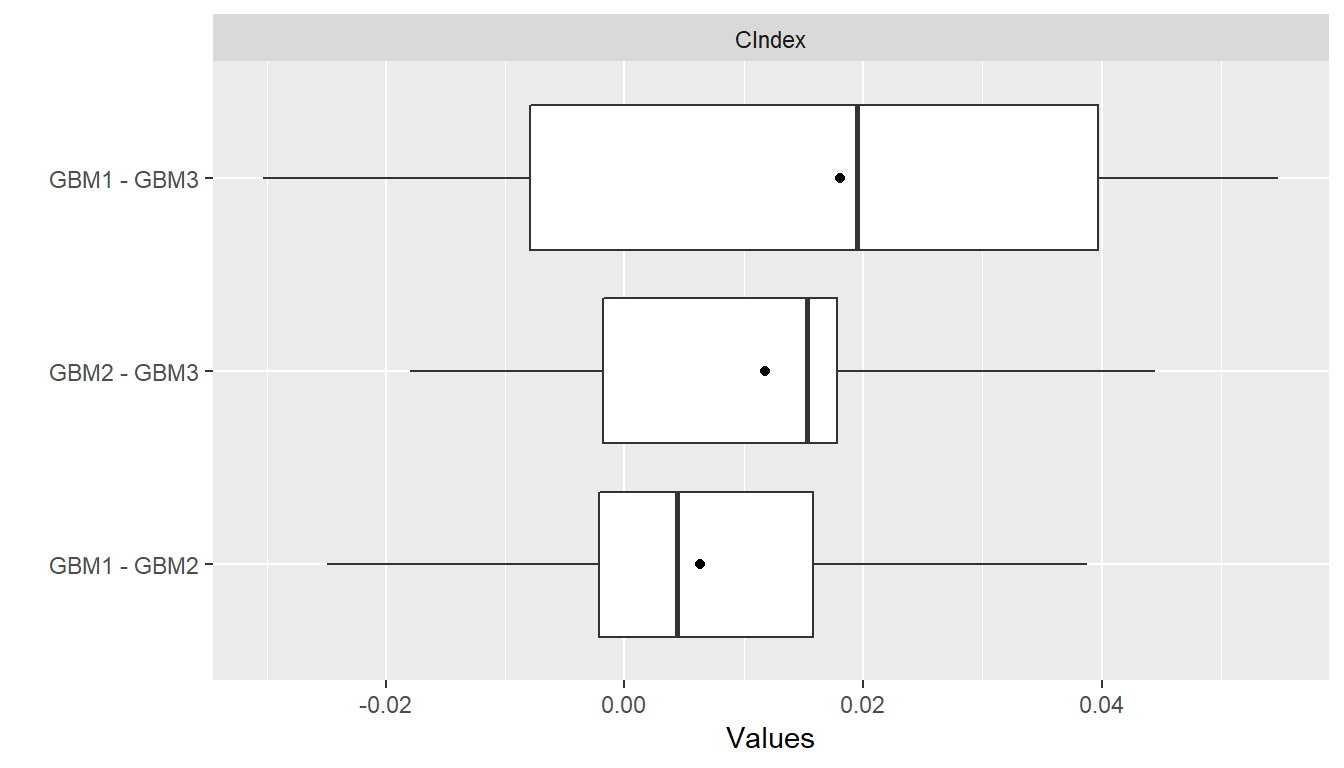 CIndex
GBM1 - GBM3
GBM2 - GBM3
GBM1 - GBM2
-0.02 0.00 0.02 0.04
Values